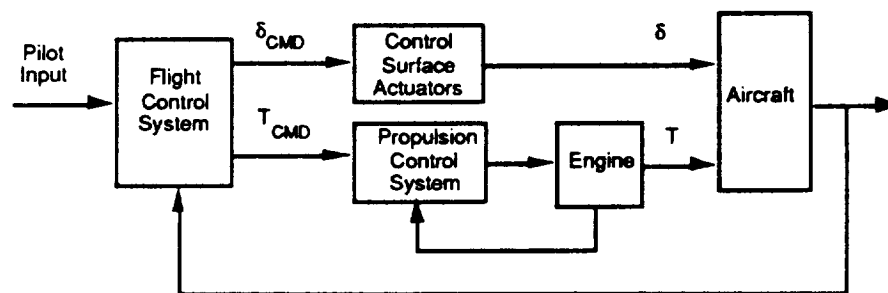 Pilot
Input
Flight
Control
System
δCMD
TCMD
Control
Surface
Actuators
Propulsion
Control
System
Engine
δ
T
Aircraft